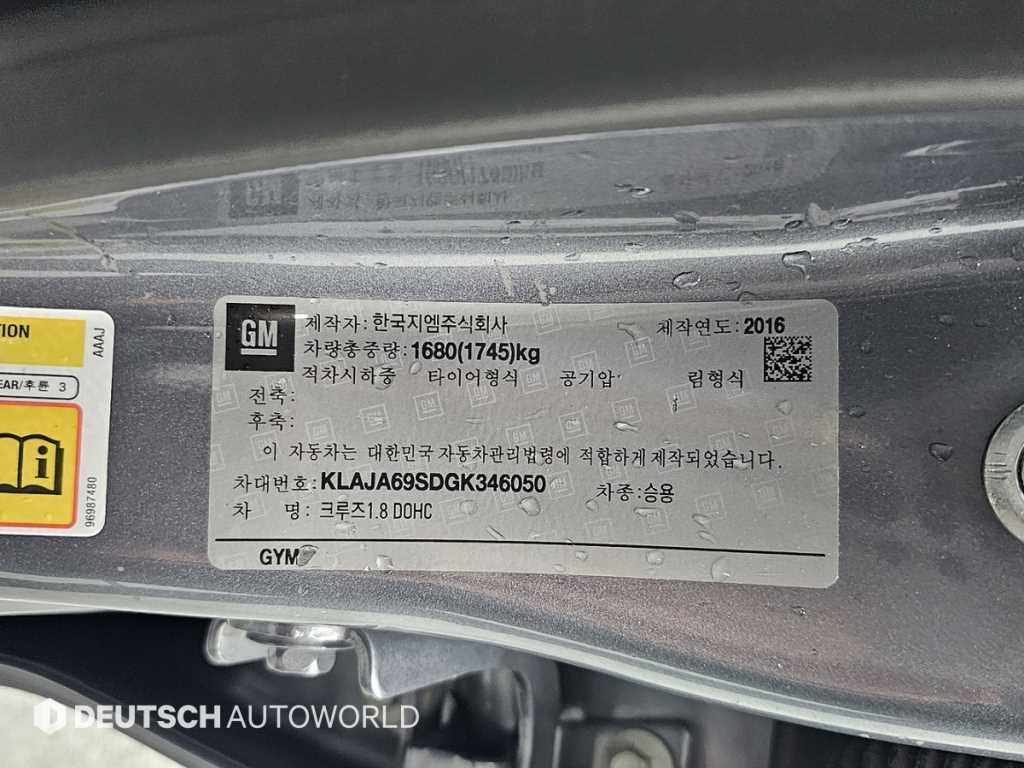 GM
제작자: 한국지엠주식회사
제작연도: 2016
차량총중량: 1680(1745)kg
적차시하중 타이어형식 공기압 림형식
전축:
후축:
이 자동차는 대한민국 자동차관리법령에 적합하게 제작되었습니다.
차대번호: KLAJA69SDGK346050 차종: 승용
차 명: 크루즈1.8 DOHC
GYM
TION
EAR/후륜 3
AAAJ
96987480
DEUTSCH AUTOWORLD